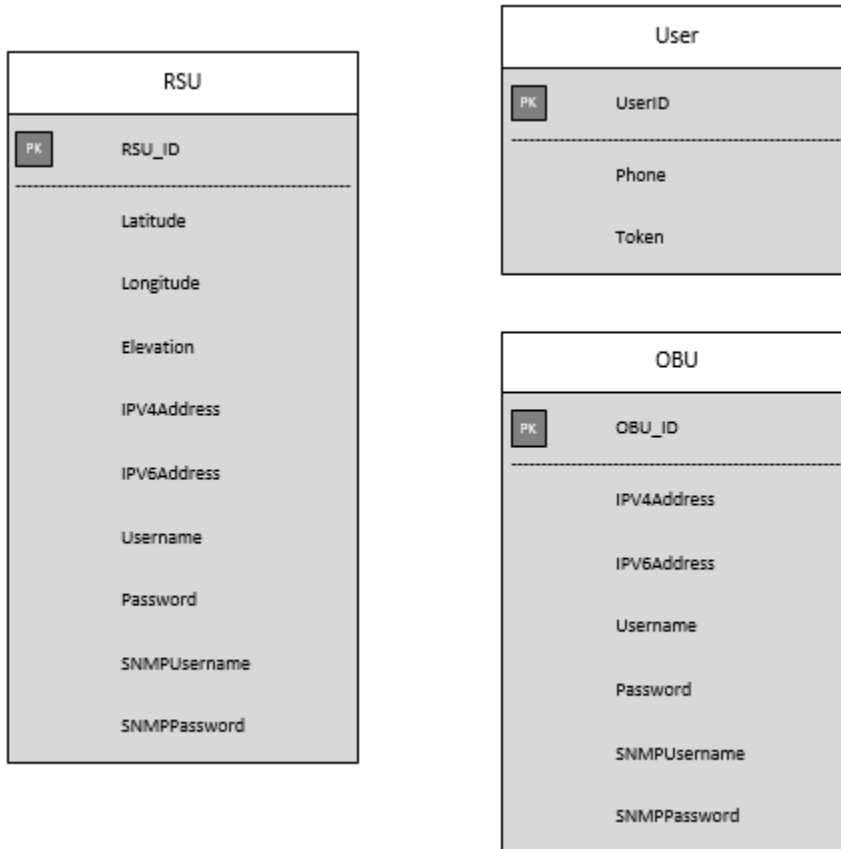 RSU
PK RSU_ID
Latitude
Longitude
Elevation
IPV4Address
IPV6Address
Username
Password
SNMPUsername
SNMPPassword
User
PK UserID
Phone
Token
OBU
PK OBU_ID
IPV4Address
IPV6Address
Username
Password
SNMPUsername
SNMPPassword